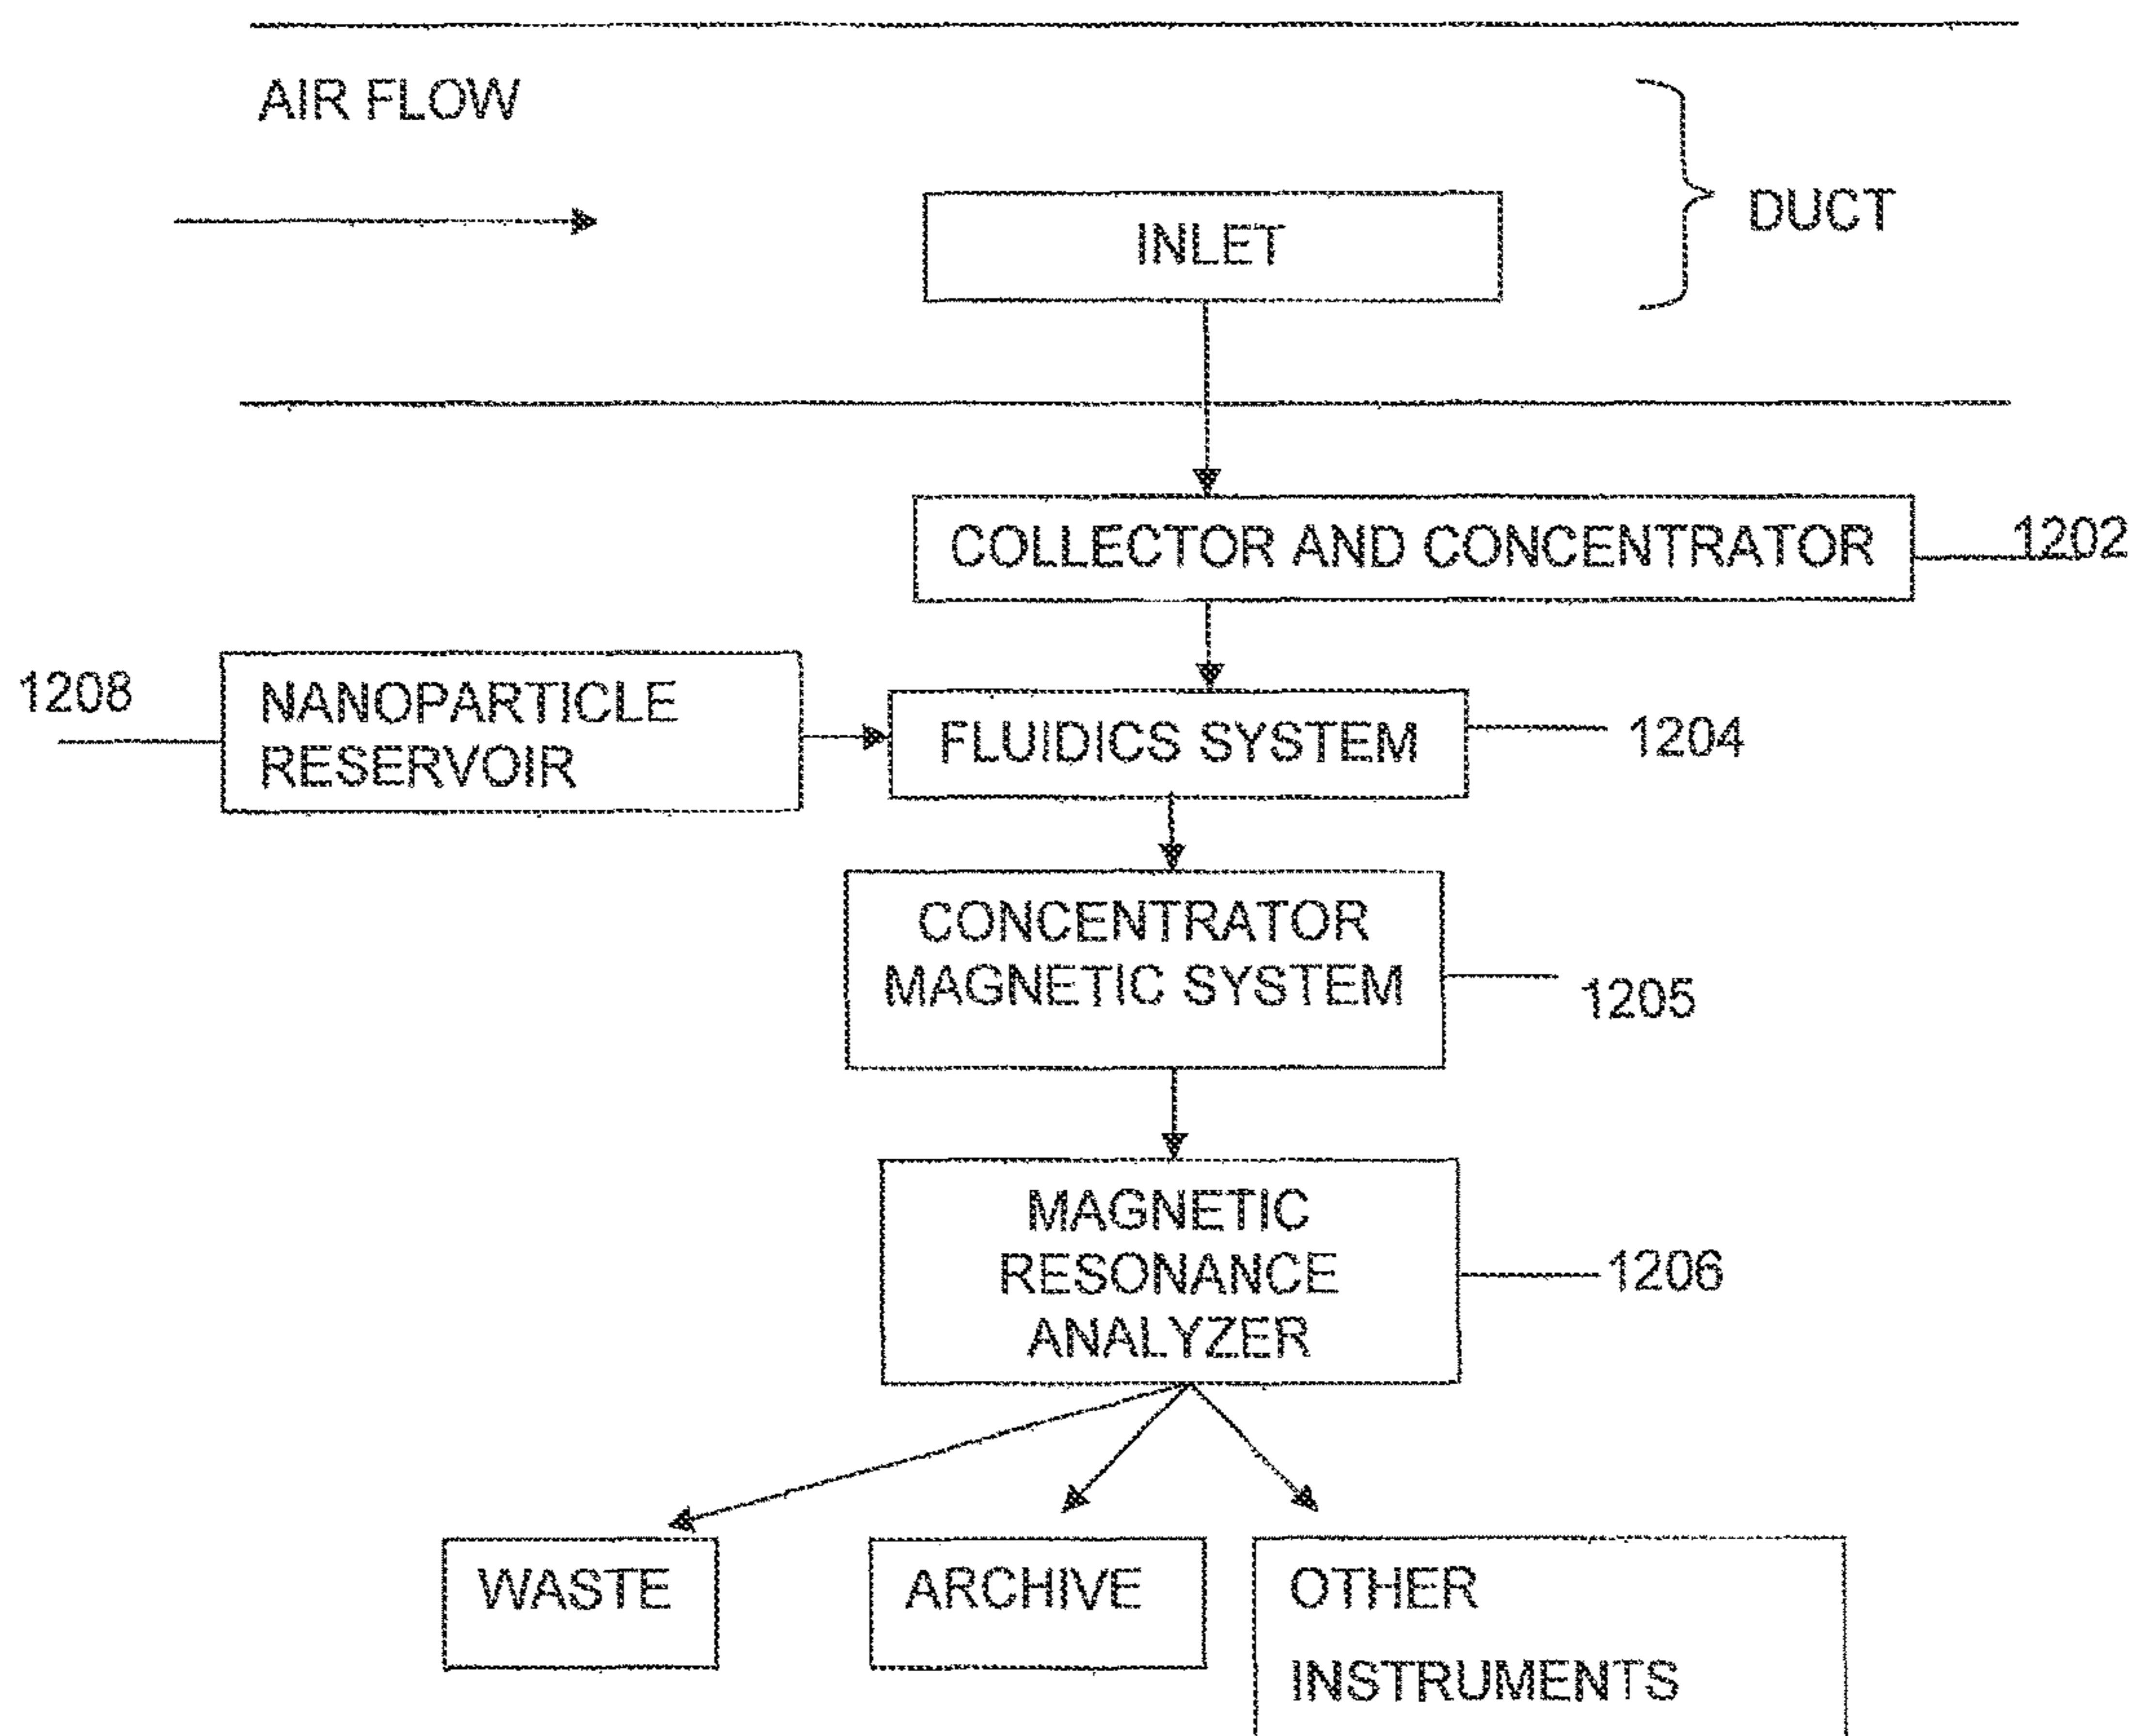 AIR FLOW
DUCT
INLET
COLLECTOR AND CONCENTRATOR
1202
1208
NANOPARTICLE
RESERVOIR
FLUIDICS SYSTEM
1204
CONCENTRATOR
MAGNETIC SYSTEM
1205
MAGNETIC
RESONANCE
ANALYZER
1206
WASTE
ARCHIVE
OTHER
INSTRUMENTS